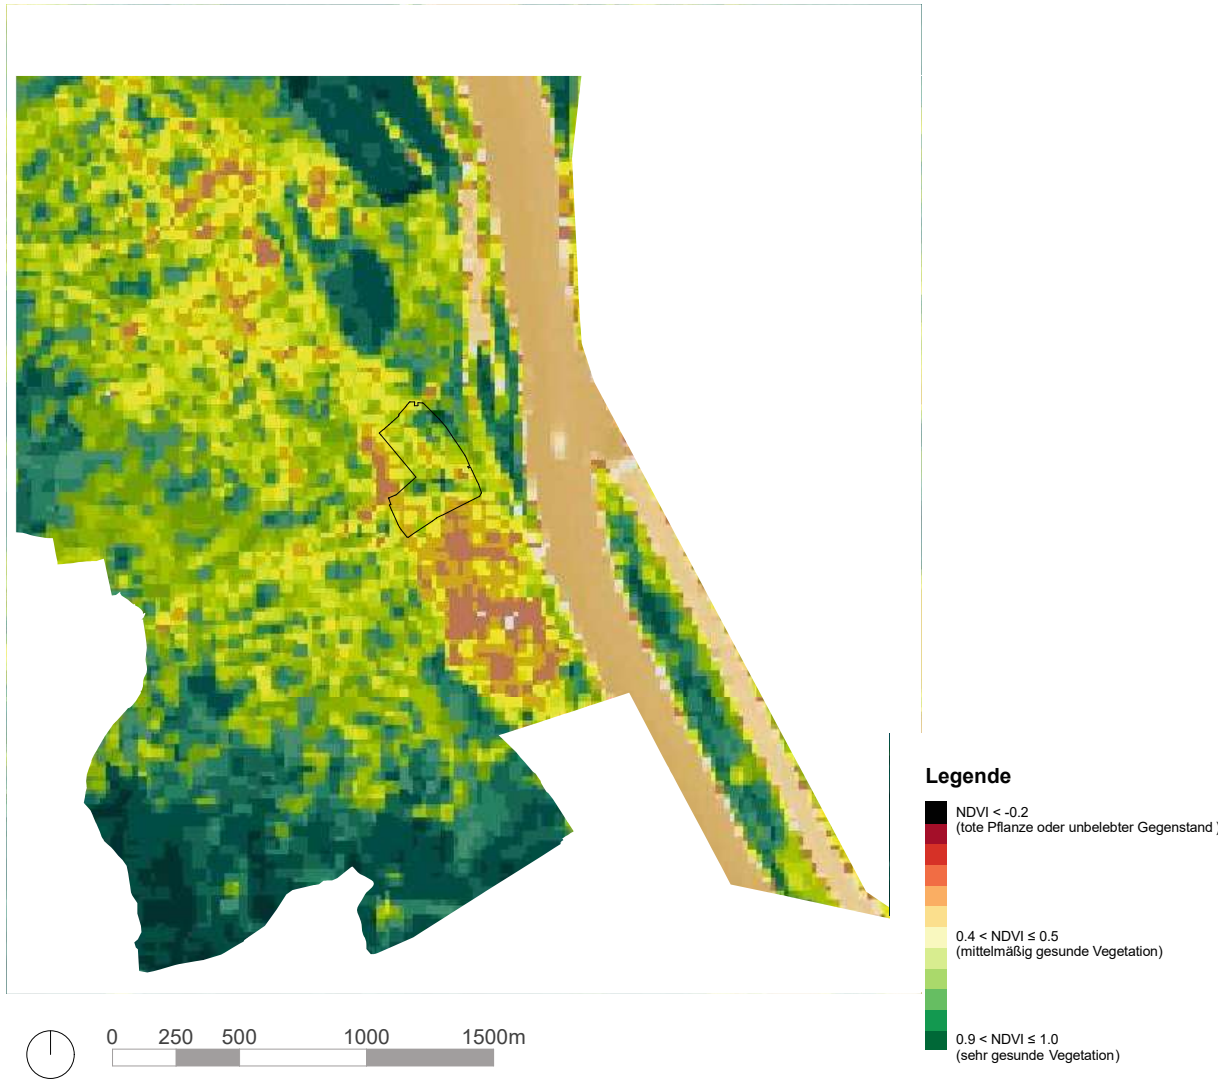 Legende
NDVI < -0.2
(tote Pflanze oder unbelebter Gegenstand )
0.4 < NDVI ≤ 0.5
(mittelmäßig gesunde Vegetation)
0.9 < NDVI ≤ 1.0
(sehr gesunde Vegetation)
0 250 500 1000 1500m